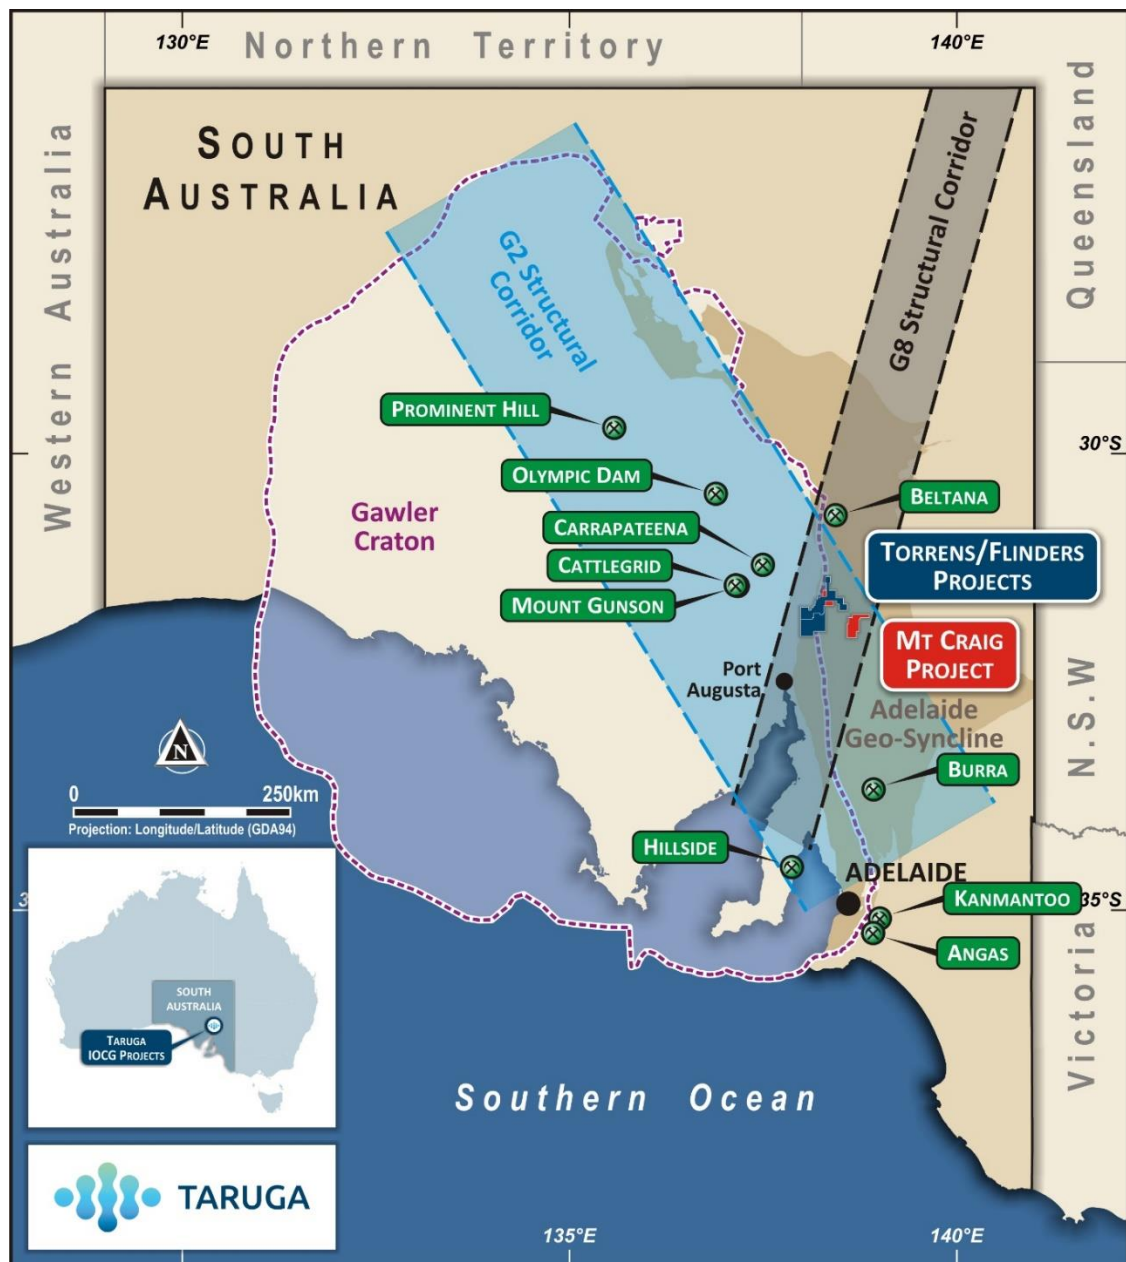 130°E
140°E
Northern Territory
Western Australia
Queensland
SOUTH
AUSTRALIA
G2 Structural
Corridor
G8 Structural Corridor
PROMINENT HILL
30°S
OLYMPIC DAM
BELTANA
Gawler
Craton
CARRAPATEENA
CATTLEGRID
MOUNT GUNSON
TORRENS/FLINDERS
PROJECTS
MT CRAIG
PROJECT
Port
Augusta
Adelaide
Geo-Syncline
N.S.W
N
BURRA
0 250km
Projection: Longitude/Latitude (GDA94)
HILLSIDE
ADELAIDE
KANMANTOO
35°S
ANGAS
Victoria
SOUTH
AUSTRALIA
TARUGA
IOCG PROJECTS
Southern Ocean
TARUGA
135°E
140°E